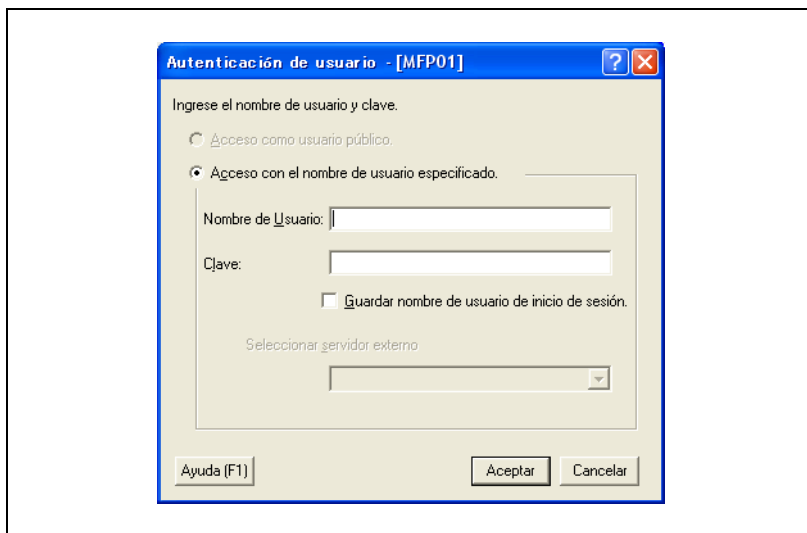 Autenticación de usuario - [MFP01]
Ingrese el nombre de usuario y clave.
Acceso como usuario público.
Acceso con el nombre de usuario especificado.
Nombre de Usuario:
Clave:
Guardar nombre de usuario de inicio de sesión.
Seleccionar servidor externo
Ayuda (F1) Aceptar Cancelar